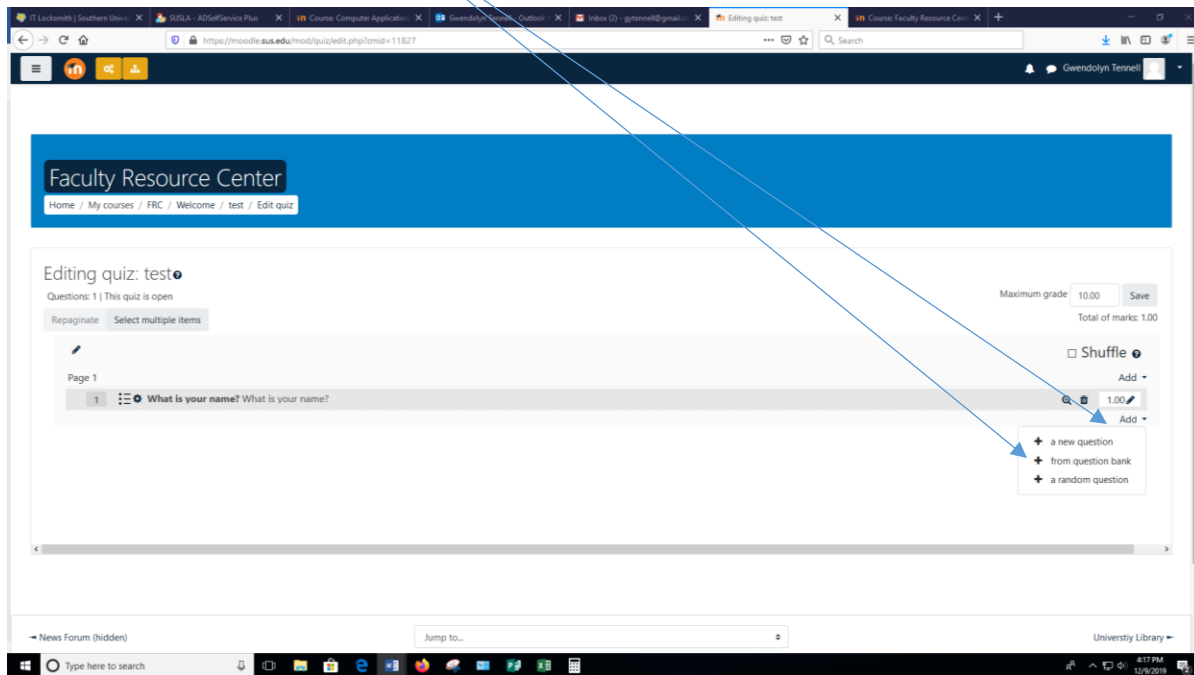 IT Locksmith | Southern Univer
SUSLA - ADSelfService Plus
Course: Computer Application
Gwendolyn Tennell - Outlook
Inbox (2) - gytennell@gmail.c
Editing quiz: test
Course: Faculty Resource Cent
https://moodle.sus.edu/mod/quiz/edit.php?cmid=11827
Search
Gwendolyn Tennell
Faculty Resource Center
Home / My courses / FRC / Welcome / test / Edit quiz
Editing quiz: test
Questions: 1 | This quiz is open
Maximum grade 10.00 Save
Repaginate Select multiple items
Total of marks: 1.00
Shuffle
Page 1
Add
1 What is your name? What is your name?
1.00
Add
a new question
from question bank
a random question
News Forum (hidden)
Jump to...
Universtiy Library
Type here to search
4:17 PM
12/9/2019